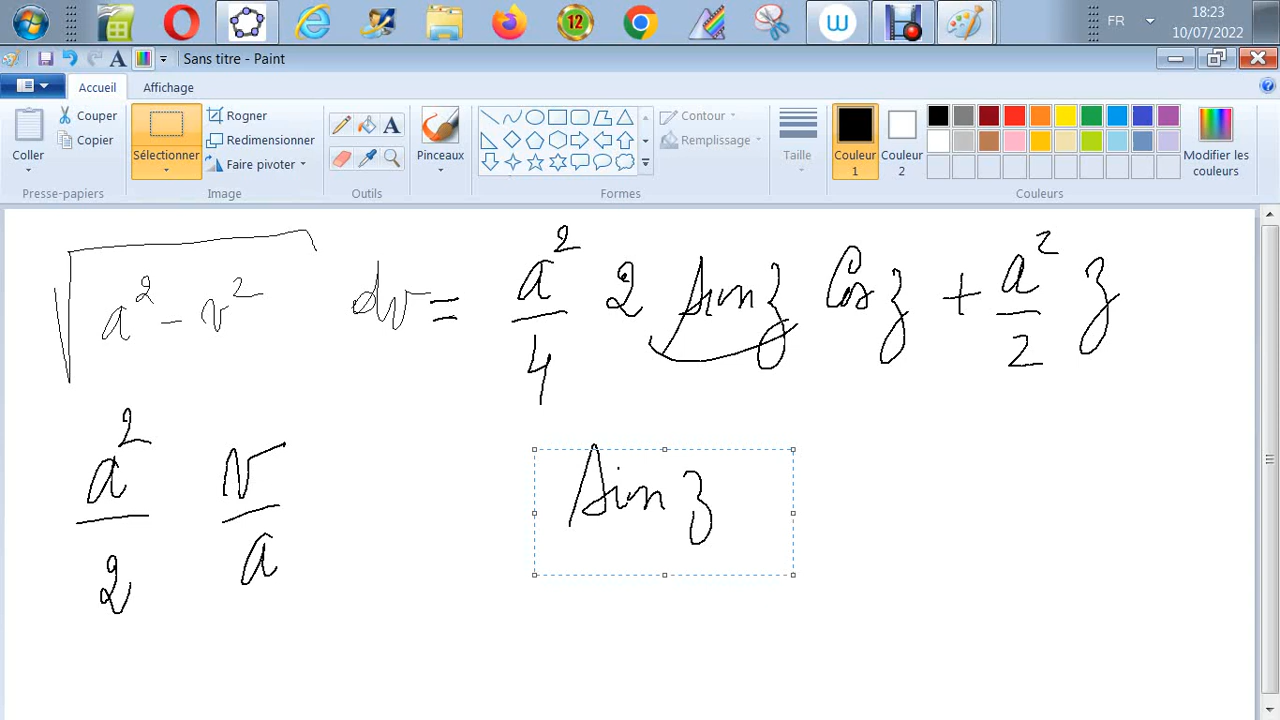 12
W
FR
18:23
10/07/2022
Sans titre - Paint
Accueil
Affichage
Coller
Couper
Copier
Presse-papiers
Sélectionner
Rogner
Redimensionner
Faire pivoter
Image
A
Outils
Pinceaux
Contour
Remplissage
Formes
Taille
Couleur 1
Couleur 2
Modifier les couleurs
Couleurs
√(a² - v²) dv = a²/4 2 sin z cos z + a²/2 z
a²/2 v/a sin z